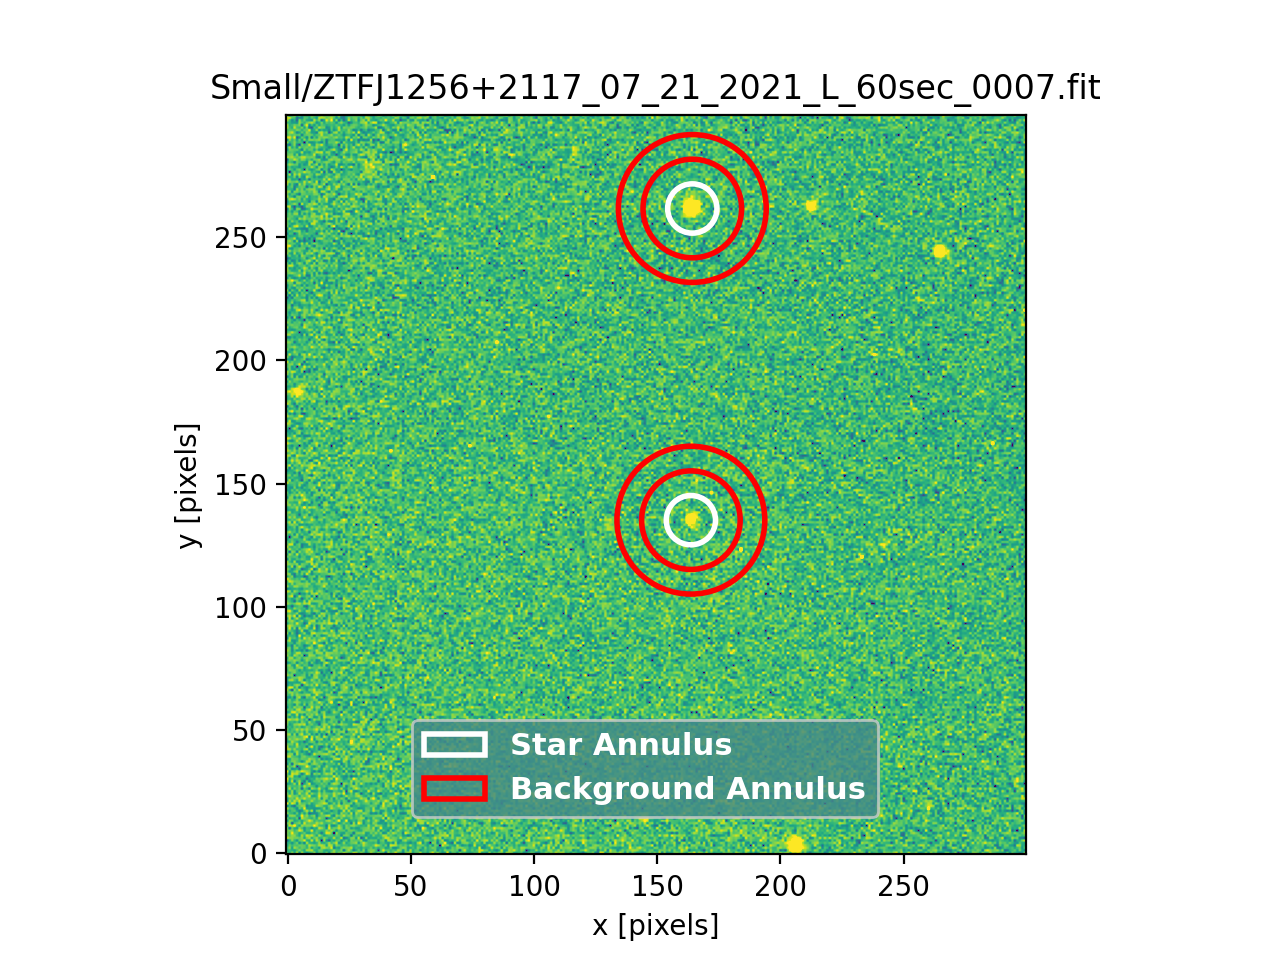 Small/ZTFJ1256+2117_07_21_2021_L_60sec_0007.fit
250
200
150
100
50
0
y [pixels]
Star Annulus
Background Annulus
0 50 100 150 200 250
x [pixels]